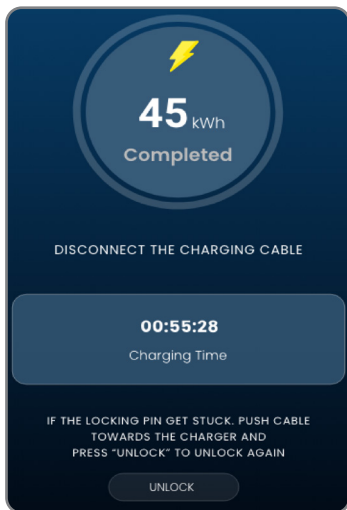 45 kWh
Completed
DISCONNECT THE CHARGING CABLE
00:55:28
Charging Time
IF THE LOCKING PIN GET STUCK. PUSH CABLE
TOWARDS THE CHARGER AND
PRESS “UNLOCK” TO UNLOCK AGAIN
UNLOCK